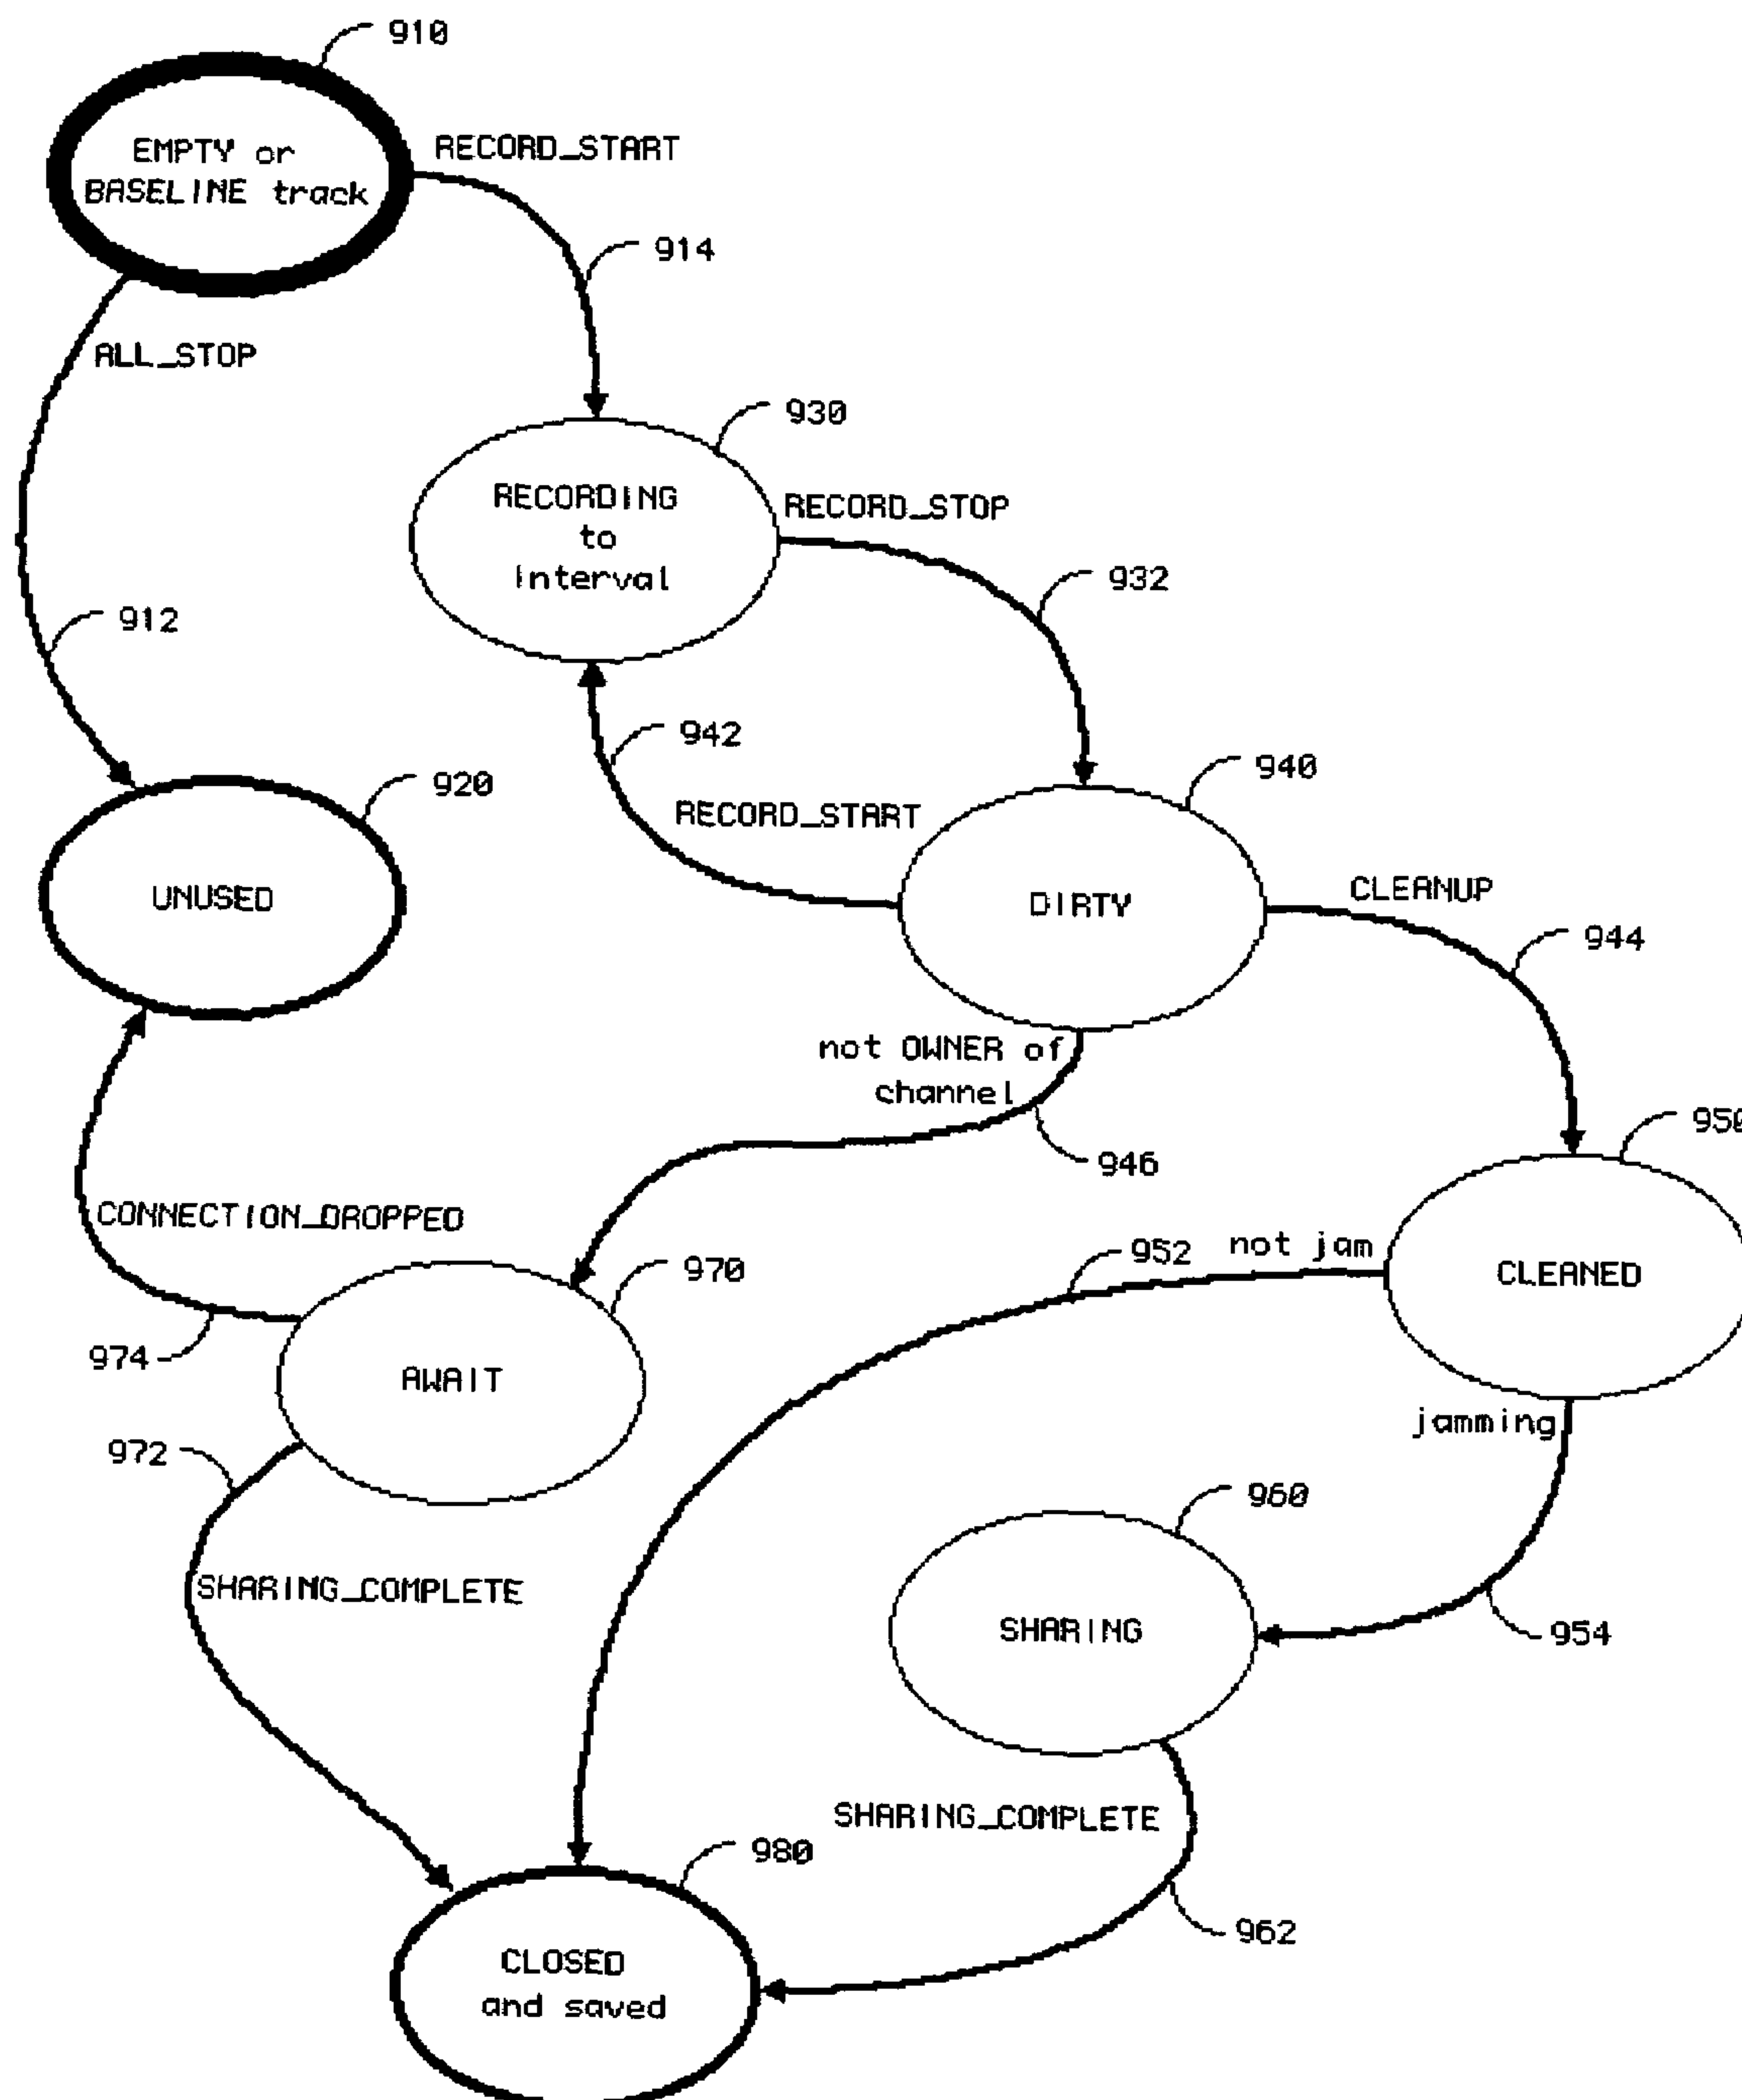 910
EMPTY or
BASELINE track
RECORD_START
914
ALL_STOP
930
RECORDING
to
Interval
RECORD_STOP
932
912
942
940
920
RECORD_START
UNUSED
DIRTY
CLEANUP
944
not OWNER of
channel
946
950
CONNECTION_DROPPED
970
952
not jam
CLEANED
974
AWAIT
jamming
972
960
SHARING_COMPLETE
SHARING
954
SHARING_COMPLETE
980
962
CLOSED
and saved